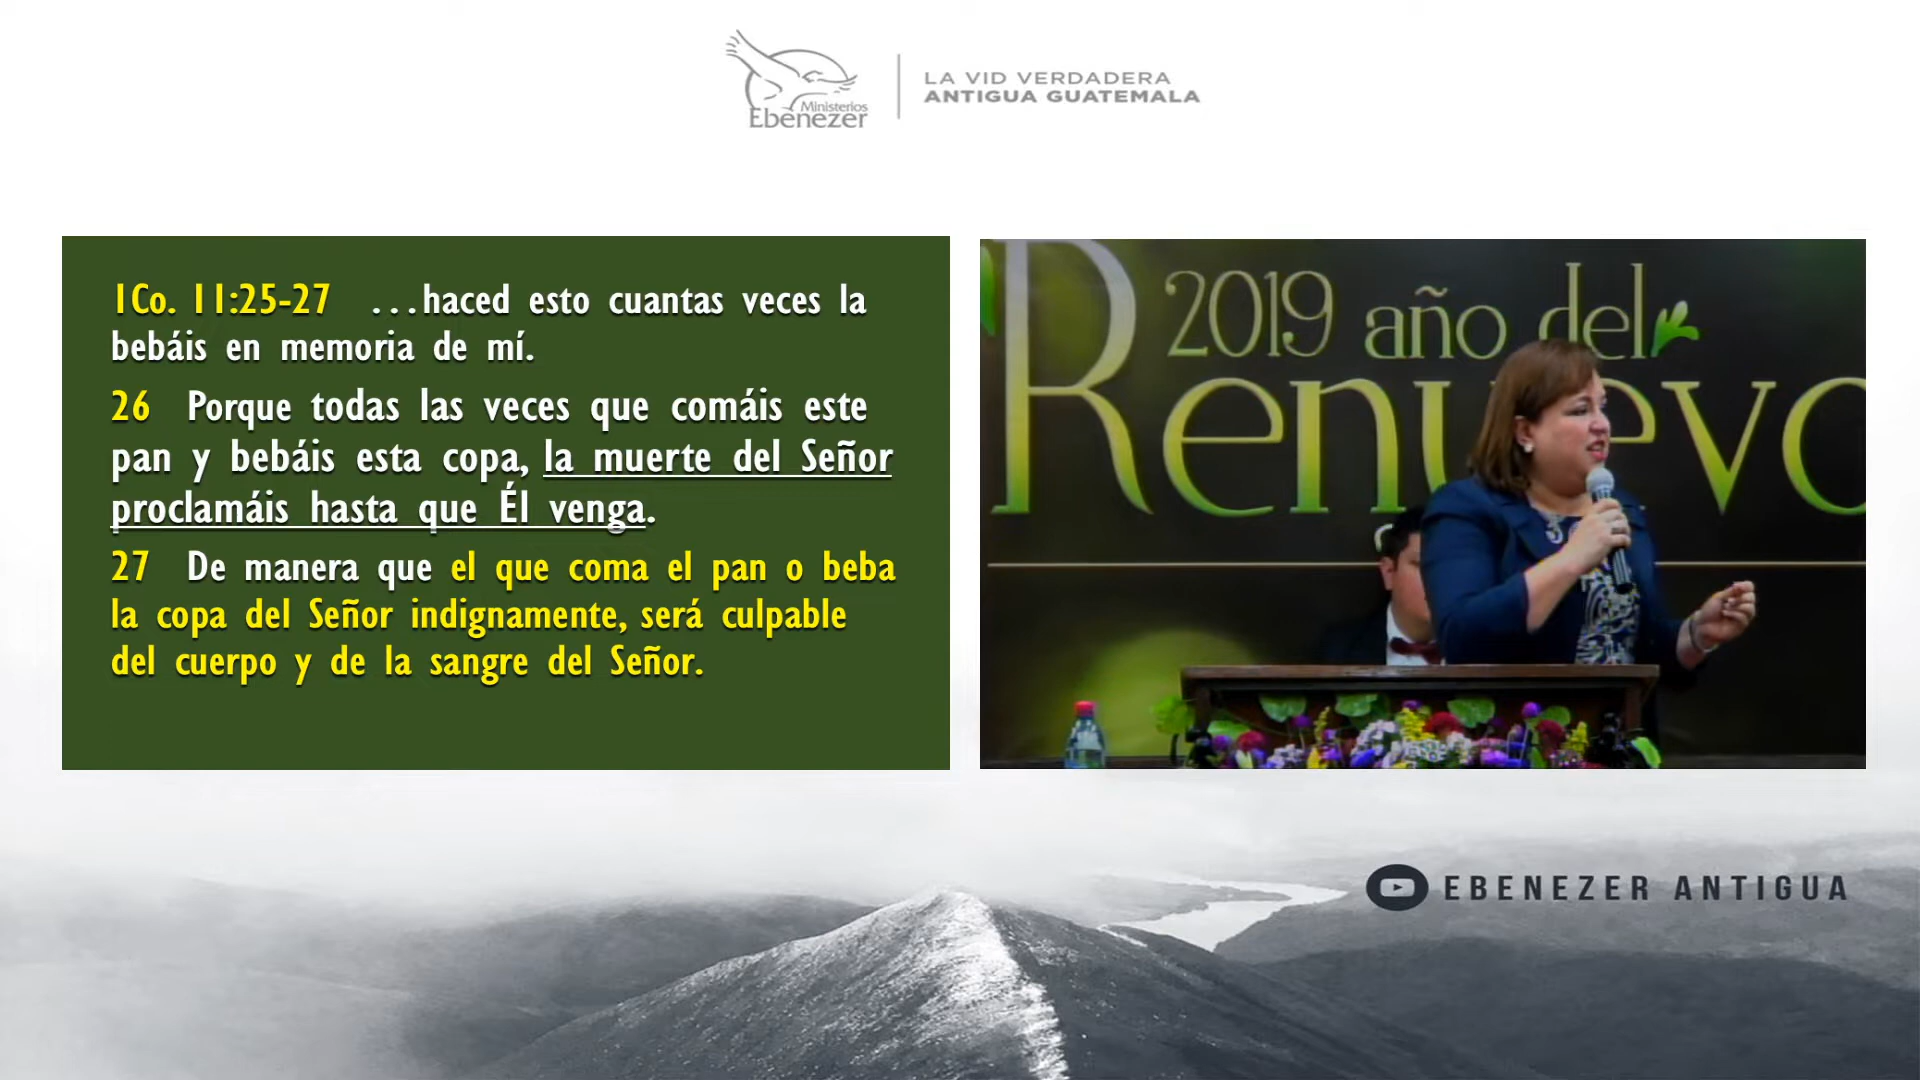 Ministerios
Ebenezer
LA VID VERDADERA
ANTIGUA GUATEMALA
1Co. 11:25-27 ...haced esto cuantas veces la
bebáis en memoria de mí.
26 Porque todas las veces que comáis este
pan y bebáis esta copa, la muerte del Señor
proclamáis hasta que Él venga.
27 De manera que el que coma el pan o beba
la copa del Señor indignamente, será culpable
del cuerpo y de la sangre del Señor.
2019 año del
Renuevo
EBENEZER ANTIGUA